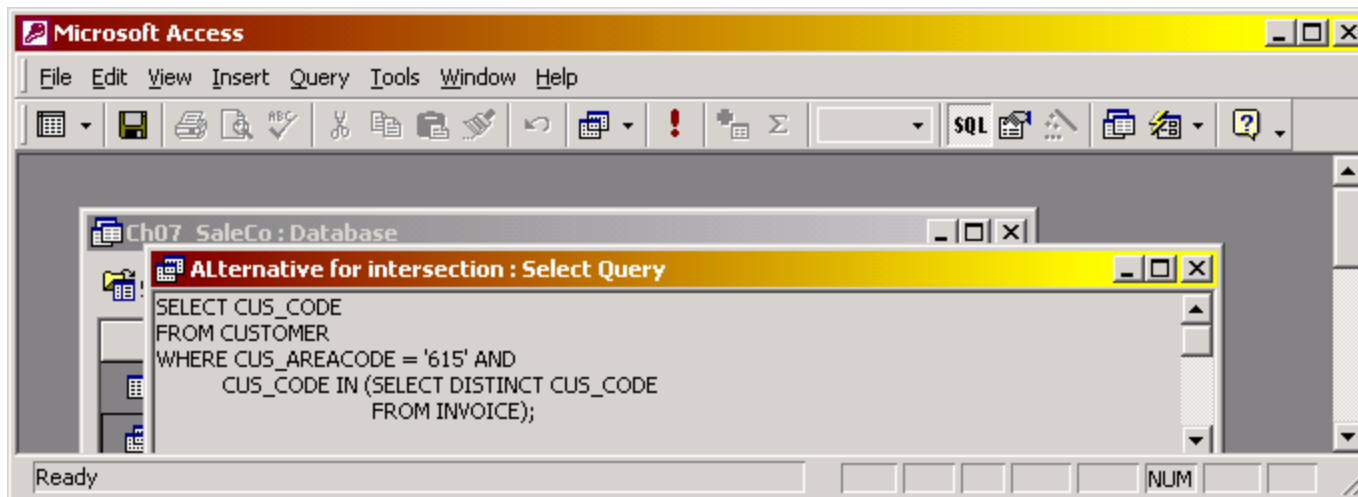 Microsoft Access
File Edit View Insert Query Tools Window Help
ABC SQL
Ch07_SaleCo : Database
ALternative for intersection : Select Query
SELECT CUS_CODE
FROM CUSTOMER
WHERE CUS_AREACODE = '615' AND
CUS_CODE IN (SELECT DISTINCT CUS_CODE
FROM INVOICE);
Ready NUM